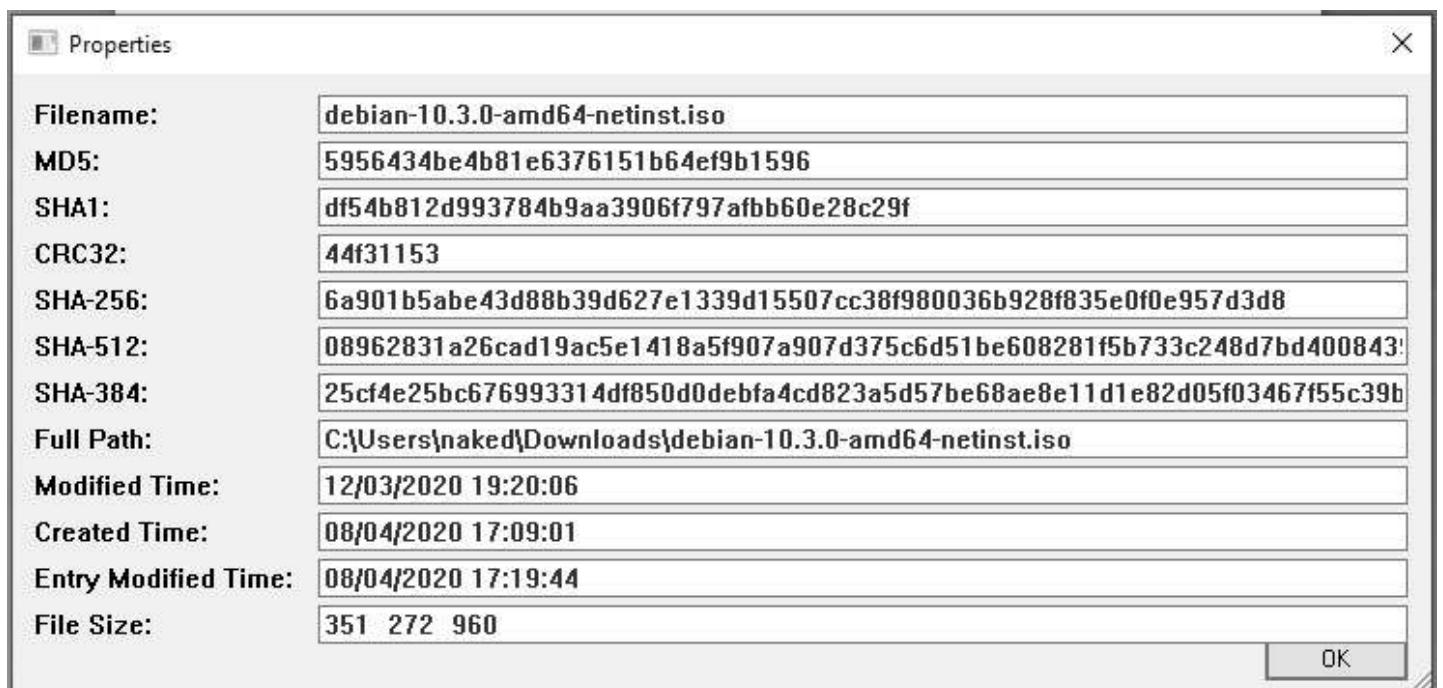 Properties
Filename: debian-10.3.0-amd64-netinst.iso
MD5: 5956434be4b81e6376151b64ef9b1596
SHA1: df54b812d993784b9aa3906f797afbb60e28c29f
CRC32: 44f31153
SHA-256: 6a901b5abe43d88b39d627e1339d15507cc38f980036b928f835e0f0e957d3d8
SHA-512: 08962831a26cad19ac5e1418a5f907a907d375c6d51be608281f5b733c248d7bd4008439
SHA-384: 25cf4e25bc676993314df850d0debfa4cd823a5d57be68ae8e11d1e82d05f03467f55c39b
Full Path: C:\Users\naked\Downloads\debian-10.3.0-amd64-netinst.iso
Modified Time: 12/03/2020 19:20:06
Created Time: 08/04/2020 17:09:01
Entry Modified Time: 08/04/2020 17:19:44
File Size: 351 272 960
OK